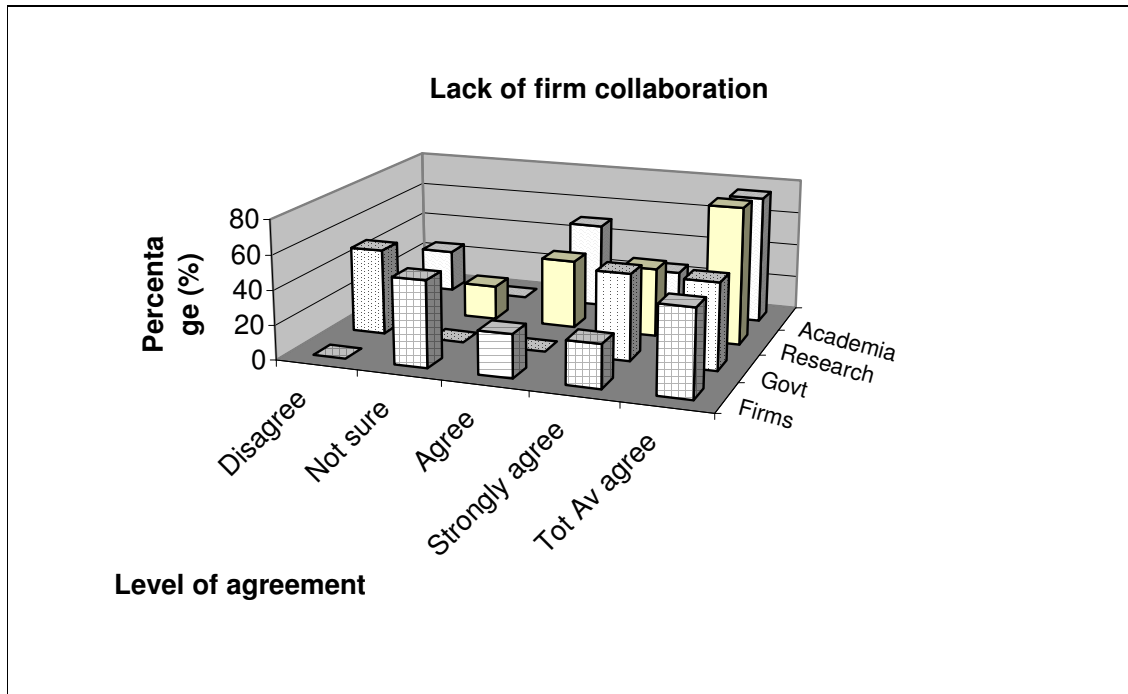 Lack of firm collaboration
Percenta
ge (%)
80
60
40
20
0
Disagree
Not sure
Agree
Strongly agree
Tot Av agree
Academia
Research
Govt
Firms
Level of agreement